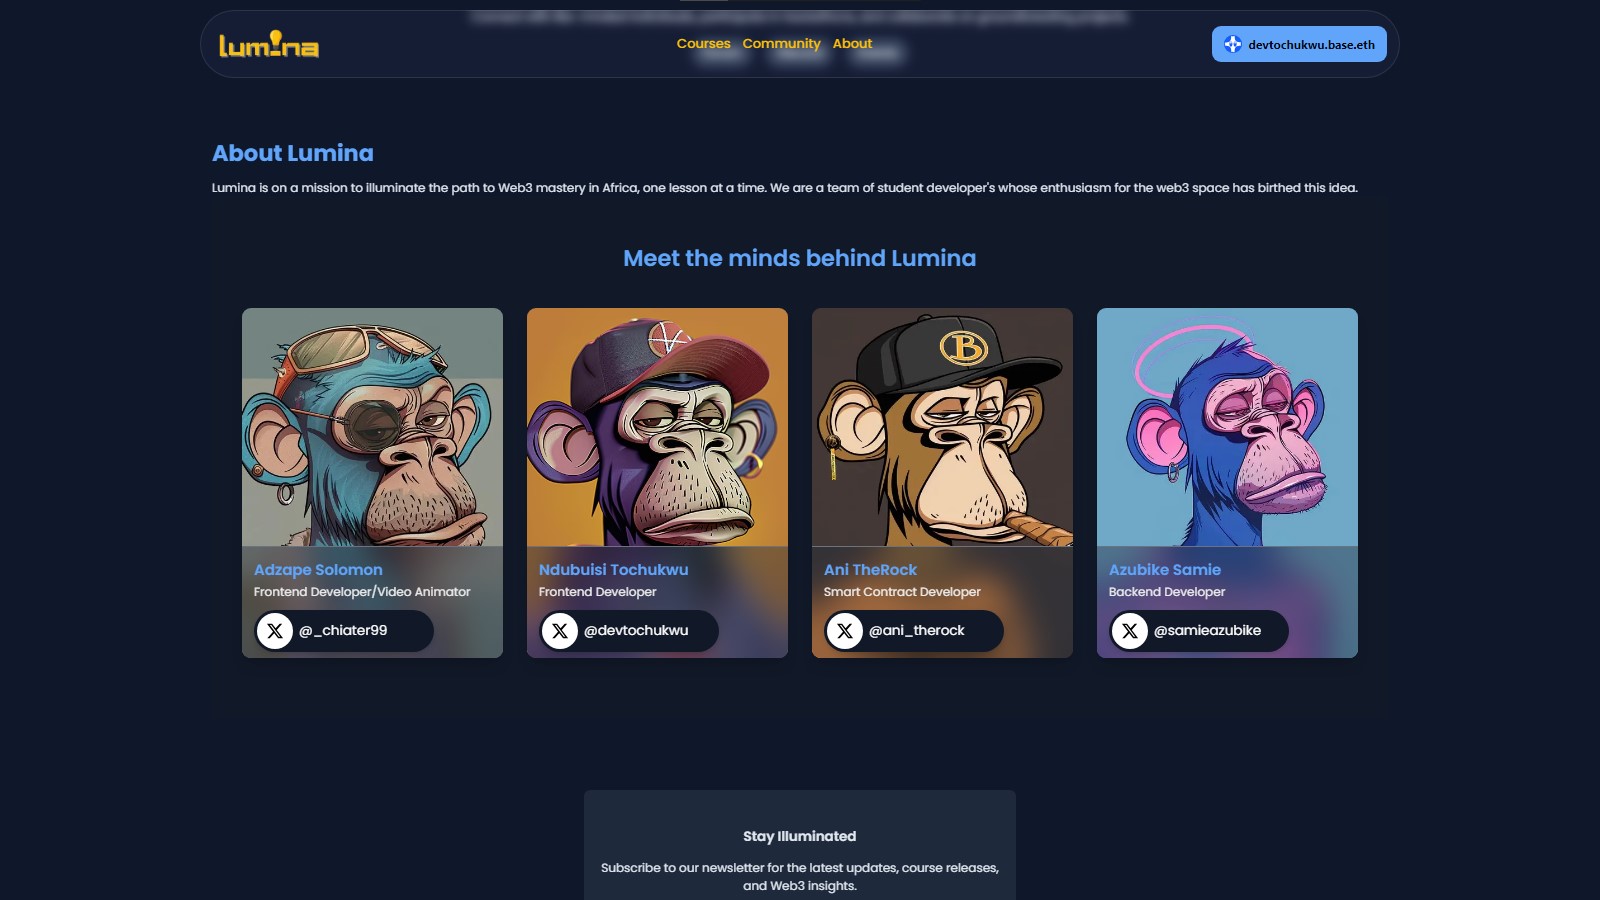 lumina
Courses Community About
devtochukwu.base.eth
About Lumina
Lumina is on a mission to illuminate the path to Web3 mastery in Africa, one lesson at a time. We are a team of student developer's whose enthusiasm for the web3 space has birthed this idea.
Meet the minds behind Lumina
B
Adzape Solomon
Frontend Developer/Video Animator
@_chiater99
Ndubuisi Tochukwu
Frontend Developer
@devtochukwu
Ani TheRock
Smart Contract Developer
@ani_therock
Azubike Samie
Backend Developer
@samieazubike
Stay Illuminated
Subscribe to our newsletter for the latest updates, course releases,
and Web3 insights.